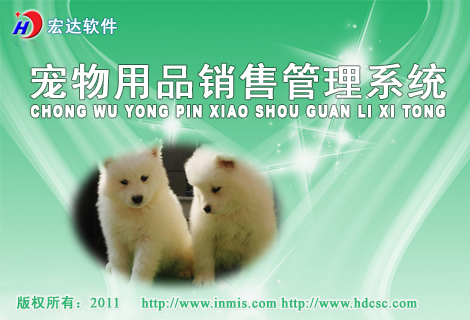 HD 宏达软件
宠物用品销售管理系统
CHONG WU YONG PIN XIAO SHOU GUAN LI XI TONG
版权所有：2011 http://www.inmis.com http://www.hdcsc.com